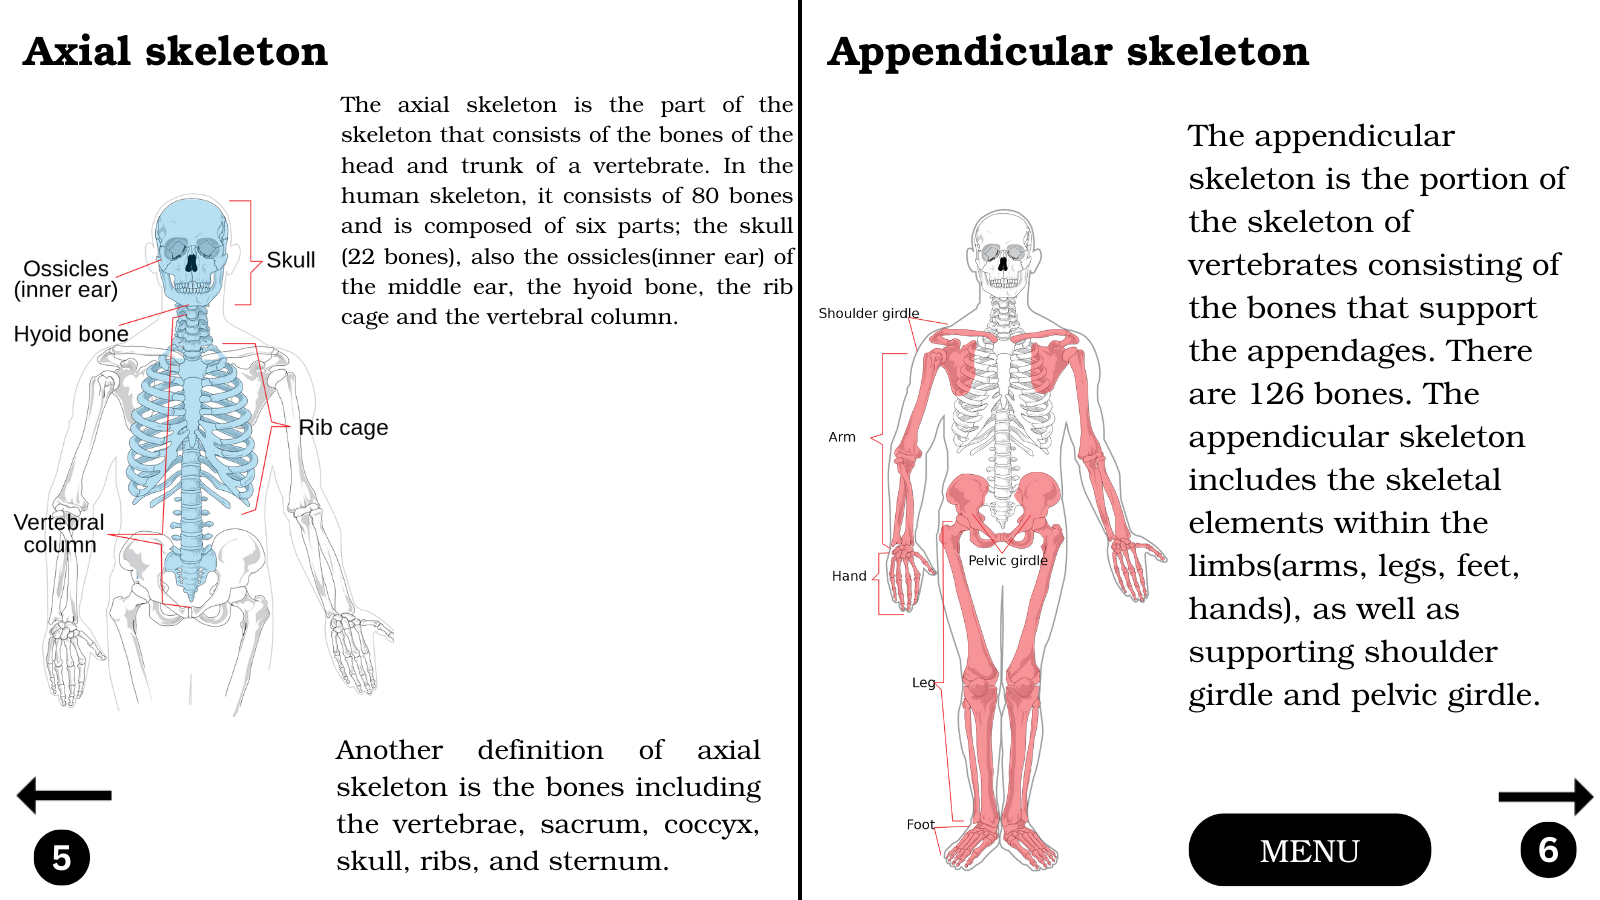 Axial skeleton
The axial skeleton is the part of the
skeleton that consists of the bones of the
head and trunk of a vertebrate. In the
human skeleton, it consists of 80 bones
and is composed of six parts; the skull
(22 bones), also the ossicles(inner ear) of
the middle ear, the hyoid bone, the rib
cage and the vertebral column.
Skull
Ossicles
(inner ear)
Hyoid bone
Rib cage
Vertebral
column
Another definition of axial
skeleton is the bones including
the vertebrae, sacrum, coccyx,
skull, ribs, and sternum.
5
Appendicular skeleton
The appendicular
skeleton is the portion of
the skeleton of
vertebrates consisting of
the bones that support
the appendages. There
are 126 bones. The
appendicular skeleton
includes the skeletal
elements within the
limbs(arms, legs, feet,
hands), as well as
supporting shoulder
girdle and pelvic girdle.
Shoulder girdle
Arm
Pelvic girdle
Hand
Leg
Foot
MENU
6